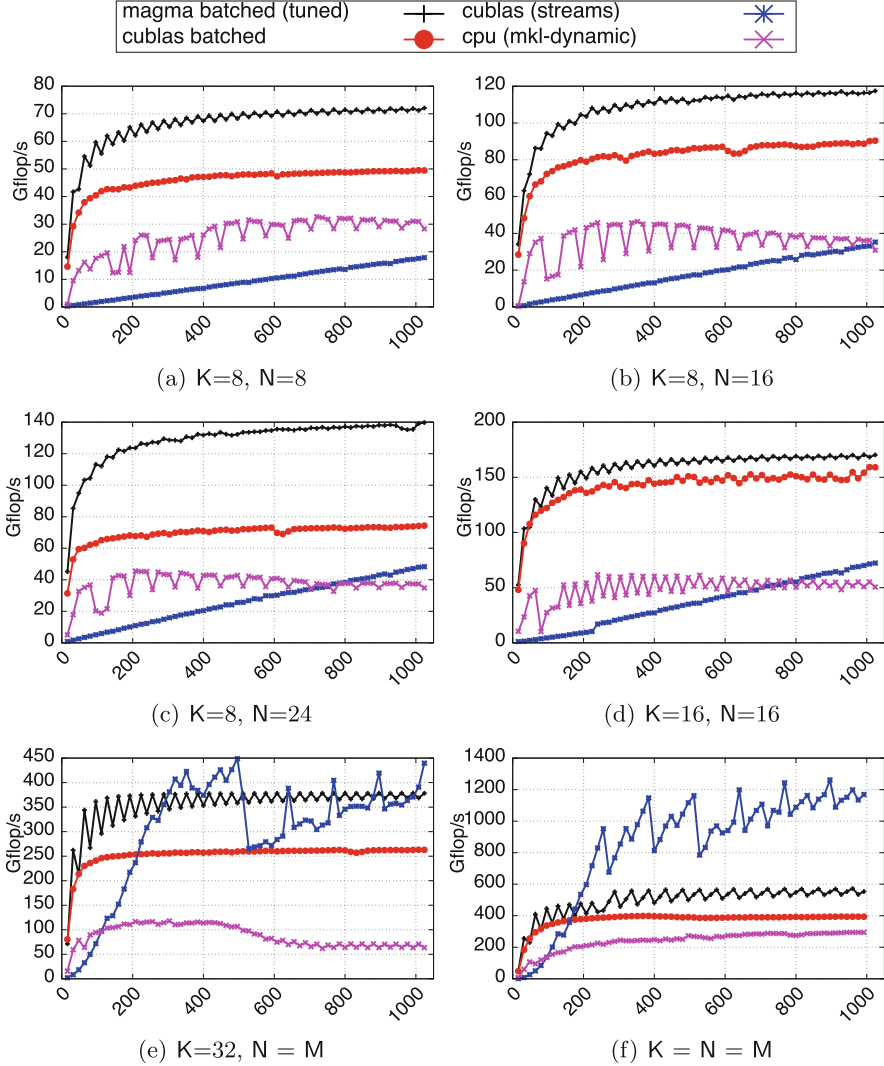 magma batched (tuned) cublas (streams)
cublas batched cpu (mkl-dynamic)
80
70
60
50
40
30
20
10
0
Gflop/s
0 200 400 600 800 1000
(a) K=8, N=8
120
100
80
60
40
20
0
0 200 400 600 800 1000
(b) K=8, N=16
140
120
100
80
60
40
20
0
Gflop/s
0 200 400 600 800 1000
(c) K=8, N=24
200
150
100
50
0
0 200 400 600 800 1000
(d) K=16, N=16
450
400
350
300
250
200
150
100
50
0
Gflop/s
0 200 400 600 800 1000
(e) K=32, N = M
1400
1200
1000
800
600
400
200
0
Gflop/s
0 200 400 600 800 1000
(f) K = N = M